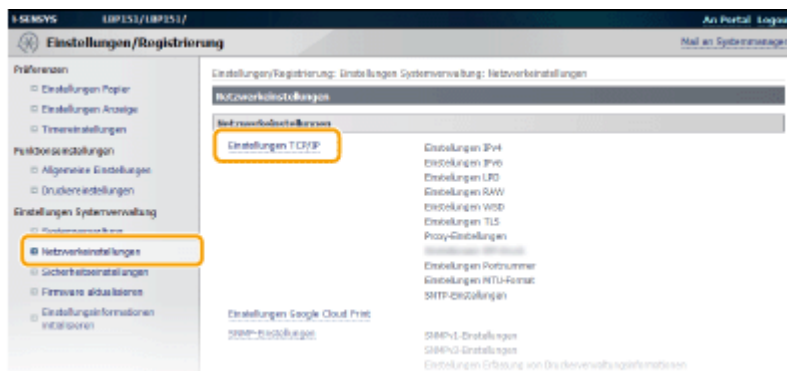 i-SENSYS LBP151/LBP151/ An Portal Logou
Einstellungen/Registrierung Mail an Systemmanage
Präferenzen
Einstellungen Papier
Einstellungen Anzeige
Timereinstellungen
Funktionseinstellungen
Allgemeine Einstellungen
Druckereinstellungen
Einstellungen Systemverwaltung
Systemverwaltung
Netzwerkeinstellungen
Sicherheitseinstellungen
Firmware aktualisieren
Einstellungsinformationen
initialisieren
Einstellungen/Registrierung: Einstellungen Systemverwaltung: Netzwerkeinstellungen
Netzwerkeinstellungen
Netzwerkeinstellungen
Einstellungen TCP/IP
Einstellungen IPv4
Einstellungen IPv6
Einstellungen LPD
Einstellungen RAW
Einstellungen WSD
Einstellungen TLS
Proxy-Einstellungen
Einstellungen Portnummer
Einstellungen MTU-Format
SNTP-Einstellungen
Einstellungen Google Cloud Print
SNMP-Einstellungen
SNMPv1-Einstellungen
SNMPv3-Einstellungen
Einstellungen Erfassung von Druckerverwaltungsinformationen